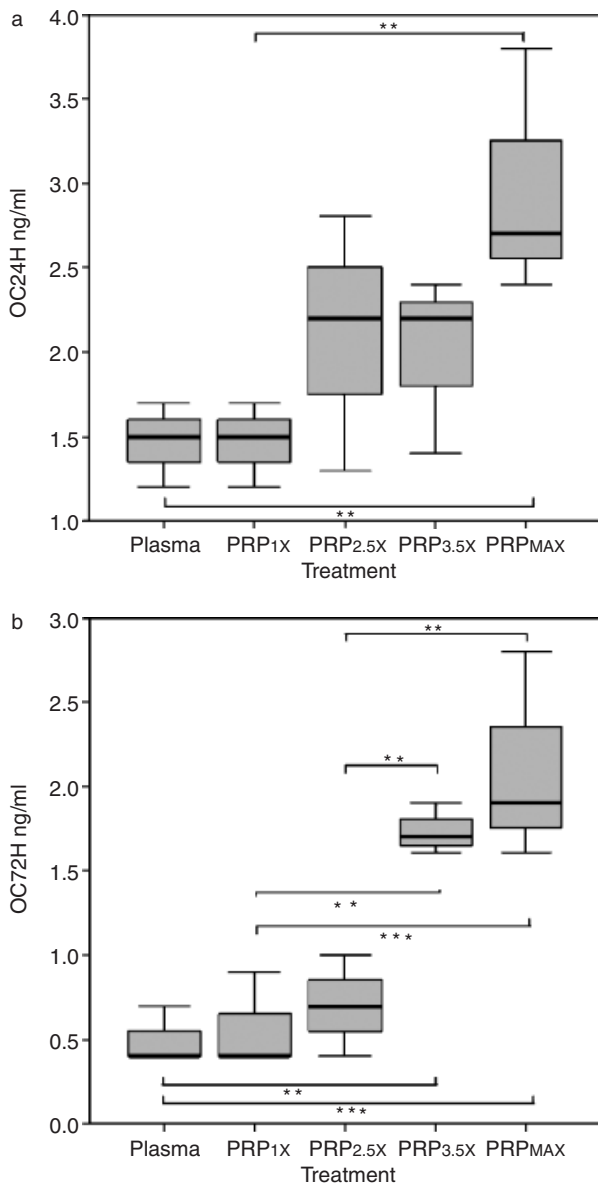 a
OC24H ng/ml
4.0
3.5
3.0
2.5
2.0
1.5
1.0
**
**
Plasma PRP1X PRP2.5X PRP3.5X PRPMAX
Treatment
b
OC72H ng/ml
3.0
2.5
2.0
1.5
1.0
0.5
0.0
**
**
**
***
**
***
Plasma PRP1X PRP2.5X PRP3.5X PRPMAX
Treatment